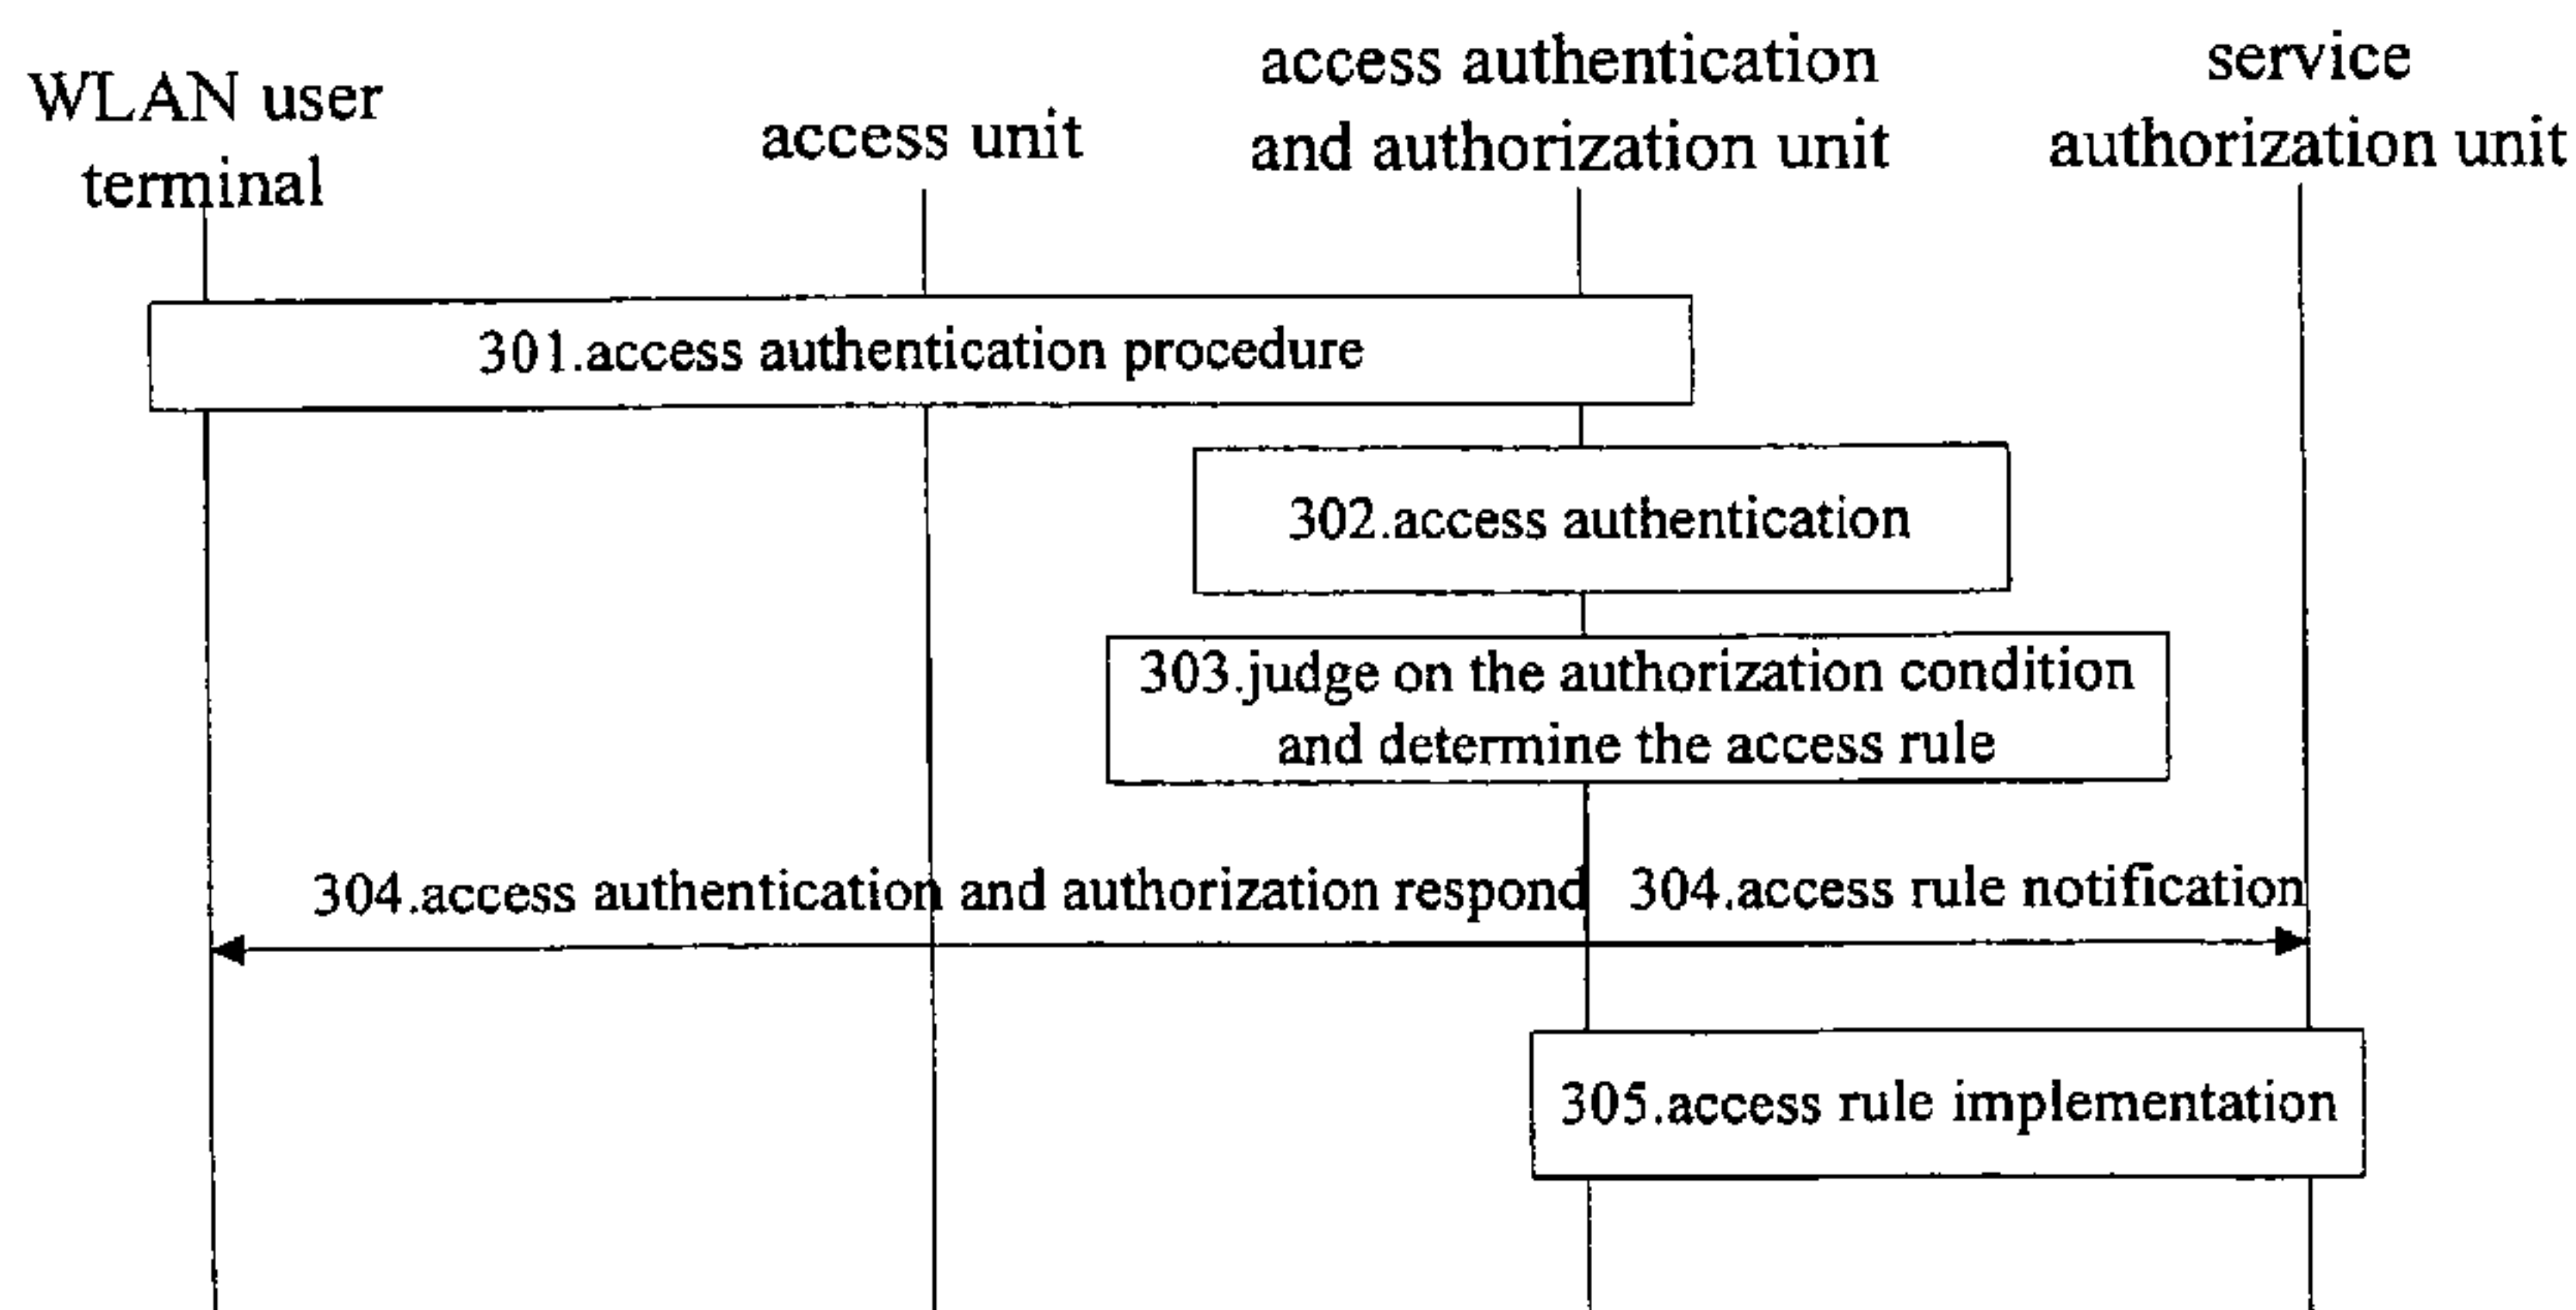 WLAN user
terminal
access unit
access authentication
and authorization unit
service
authorization unit
301.access authentication procedure
302.access authentication
303.judge on the authorization condition
and determine the access rule
304.access authentication and authorization respond
304.access rule notification
305.access rule implementation